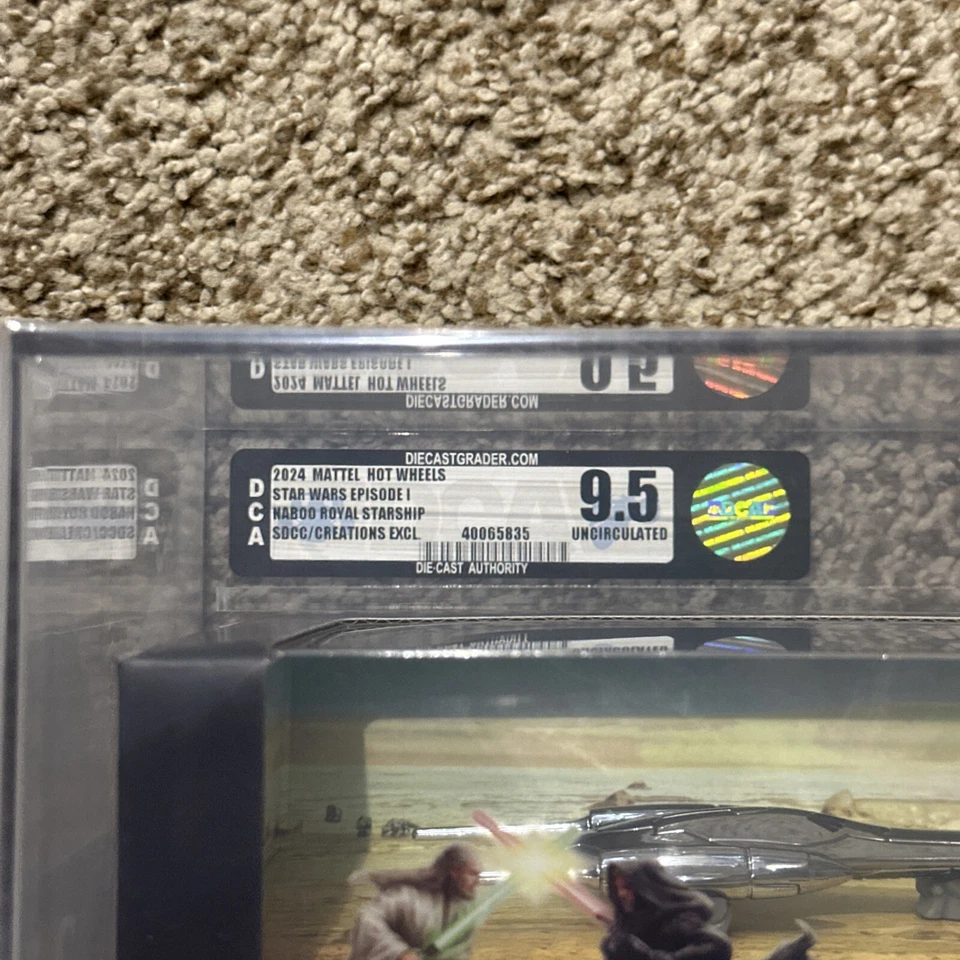 DIECASTGRADER.COM
DCA
2024 MATTEL HOT WHEELS
STAR WARS EPISODE I
NABOO ROYAL STARSHIP
SDCC/CREATIONS EXCL. 40065835
9.5
UNCIRCULATED
DIE-CAST AUTHORITY